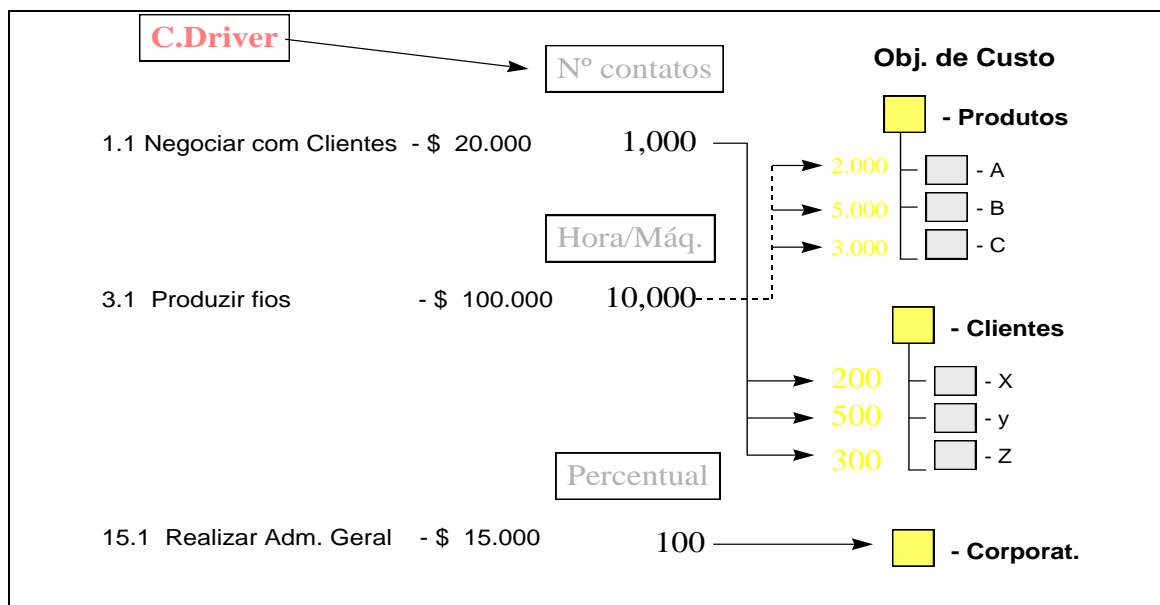 C.Driver
Nº contatos
Obj. de Custo
- Produtos
1.1 Negociar com Clientes - $ 20.000 1,000
2.000 - A
5.000 - B
Hora/Máq.
3.000 - C
3.1 Produzir fios - $ 100.000 10,000
- Clientes
200 - X
500 - y
300 - Z
Percentual
15.1 Realizar Adm. Geral - $ 15.000 100
- Corporat.